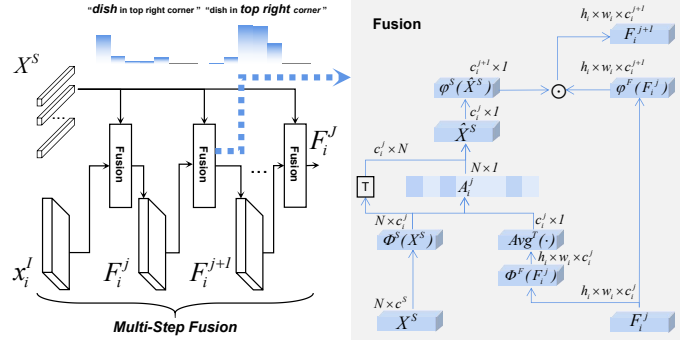 “dish in top right corner” “dish in top right corner”
X^S
Fusion
Fusion
Fusion
F_i^J
...
x_i^I
F_i^j
F_i^{j+1}
Multi-Step Fusion
Fusion
h_i × w_i × c_i^{j+1}
F_i^{j+1}
c_i^{j+1} × 1
h_i × w_i × c_i^{j+1}
φ^S(X̂^S)
φ^F(F_i^j)
c_i^j × 1
X̂^S
c_i^j × N
N × 1
T
A_i^j
N × c_i^j
c_i^j × 1
Φ^S(X^S)
Avg^T(·)
h_i × w_i × c_i^j
Φ^F(F_i^j)
N × c^S
h_i × w_i × c_i^j
X^S
F_i^j